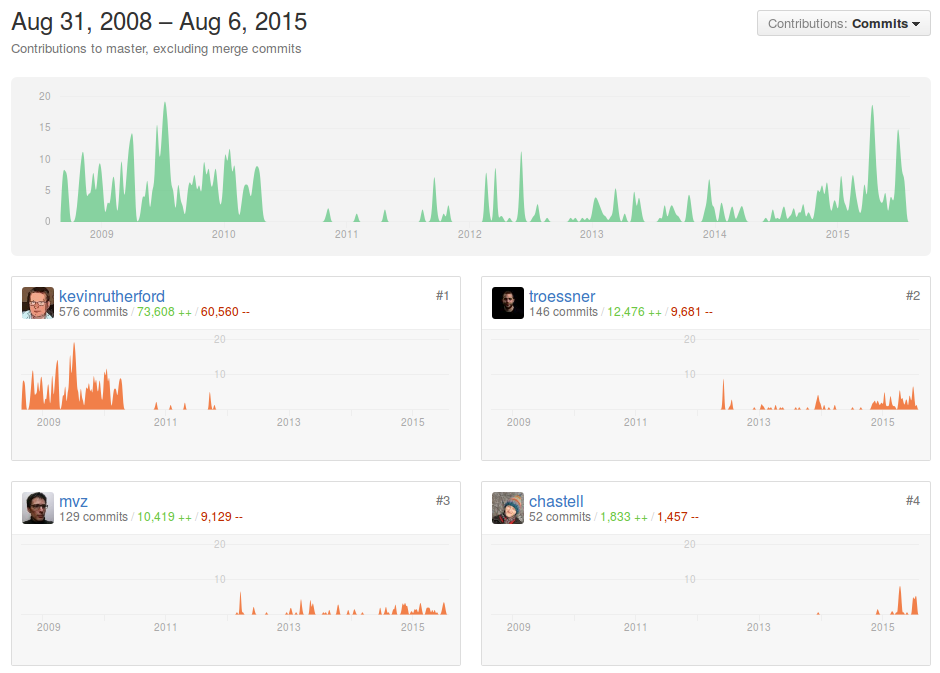 Aug 31, 2008 – Aug 6, 2015
Contributions: Commits
Contributions to master, excluding merge commits
20
15
10
5
0
2009 2010 2011 2012 2013 2014 2015
kevinrutherford #1
576 commits / 73,608 ++ / 60,560 --
20
10
2009 2011 2013 2015
troessner #2
146 commits / 12,476 ++ / 9,681 --
20
10
2009 2011 2013 2015
mvz #3
129 commits / 10,419 ++ / 9,129 --
20
10
2009 2011 2013 2015
chastell #4
52 commits / 1,833 ++ / 1,457 --
20
10
2009 2011 2013 2015